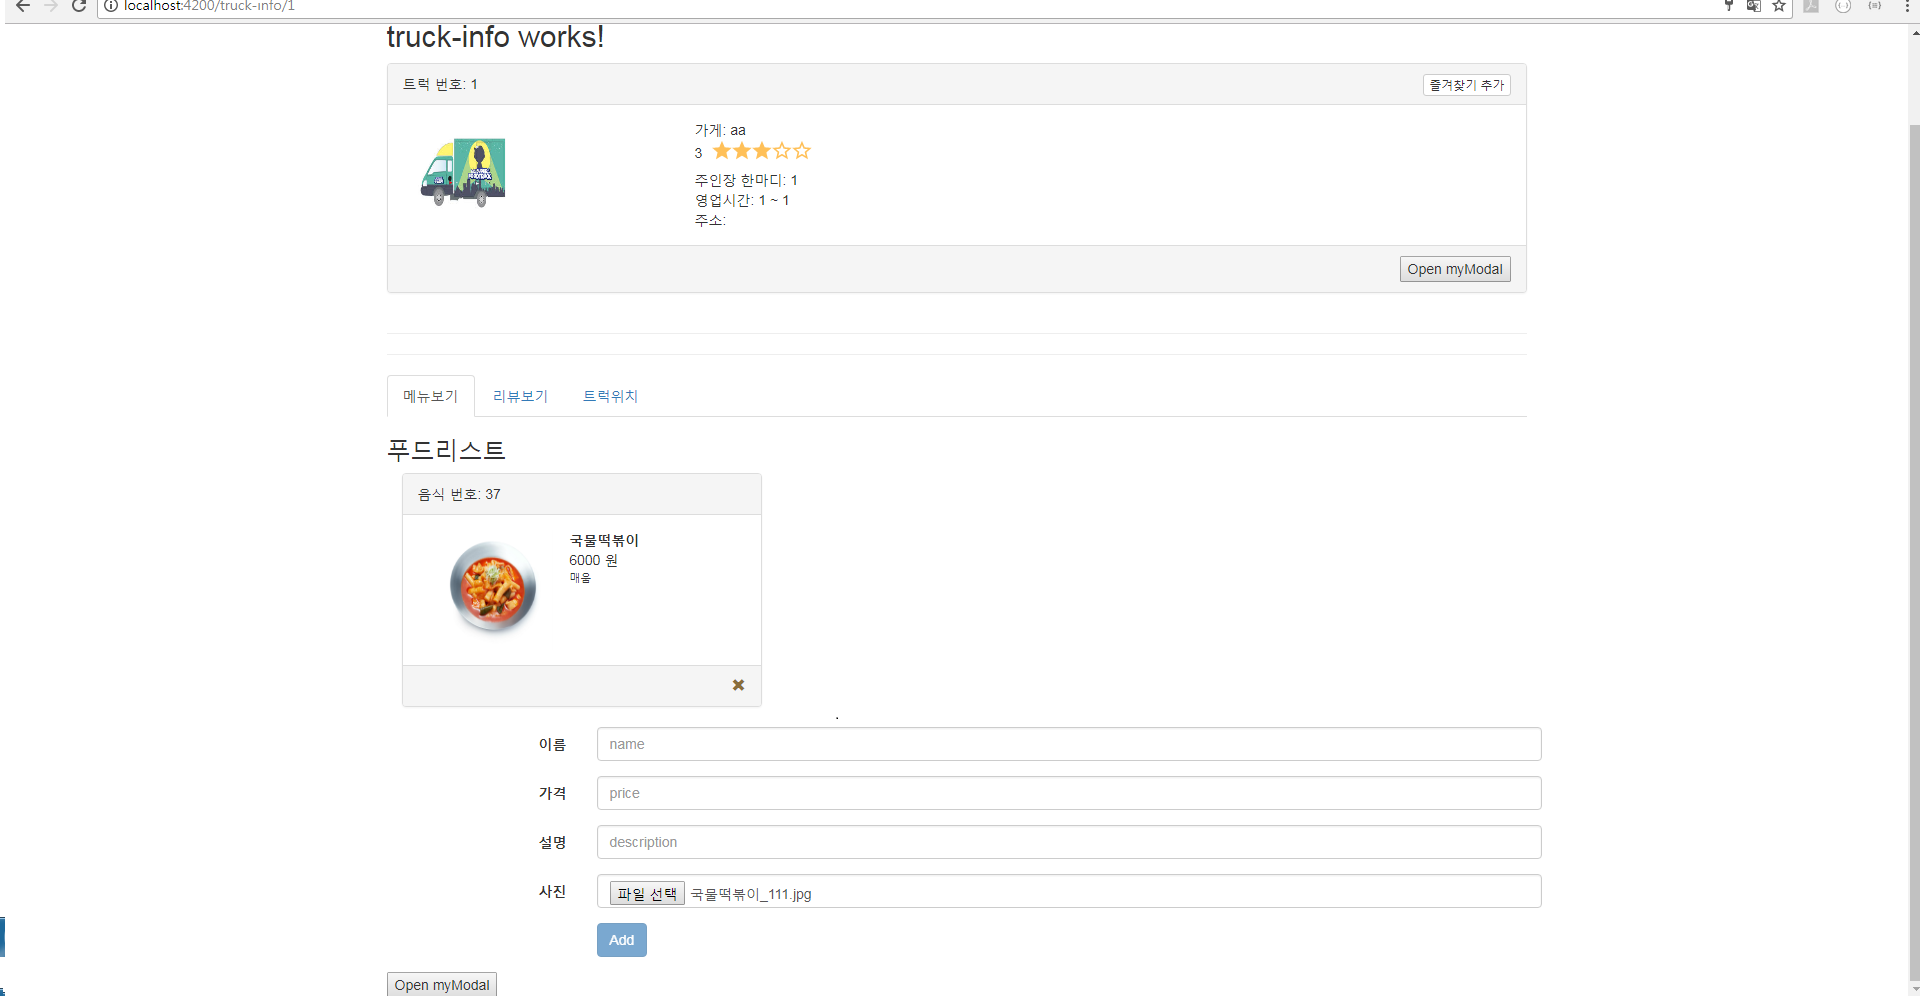 localhost:4200/truck-info/1
truck-info works!
트럭 번호: 1
즐겨찾기 추가
가게: aa
3
주인장 한마디: 1
영업시간: 1 ~ 1
주소:
Open myModal
메뉴보기 리뷰보기 트럭위치
푸드리스트
음식 번호: 37
국물떡볶이
6000 원
매울
.
이름 name
가격 price
설명 description
사진 파일 선택 국물떡볶이_111.jpg
Add
Open myModal